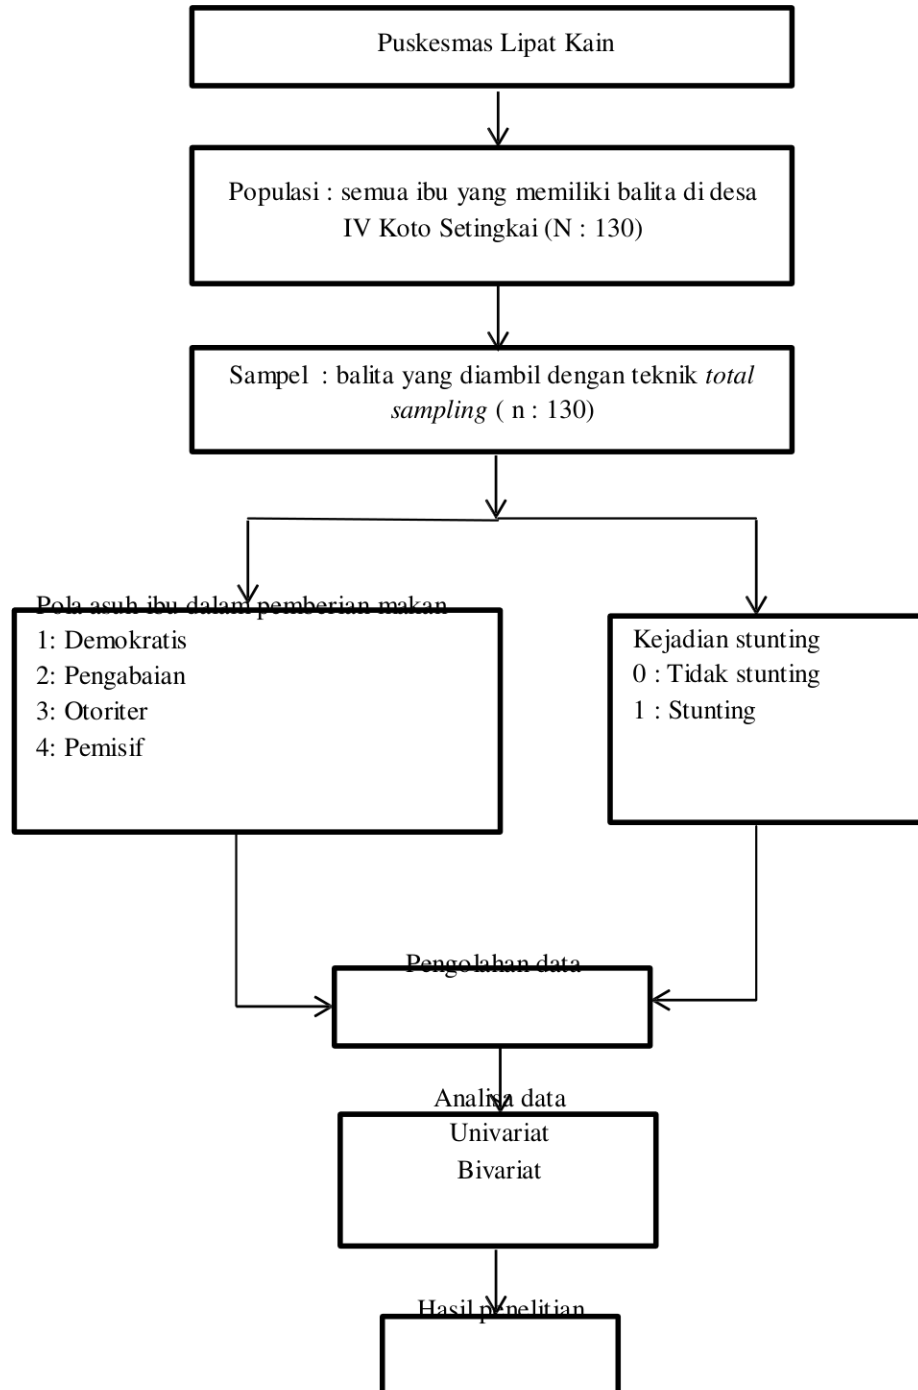 Puskesmas Lipat Kain
Populasi : semua ibu yang memiliki balita di desa
IV Koto Setingkai (N : 130)
Sampel : balita yang diambil dengan teknik total
sampling ( n : 130)
Pola asuh ibu dalam pemberian makan
1: Demokratis
2: Pengabaian
3: Otoriter
4: Pemisif
Kejadian stunting
0 : Tidak stunting
1 : Stunting
Pengolahan data
Analisa data
Univariat
Bivariat
Hasil penelitian